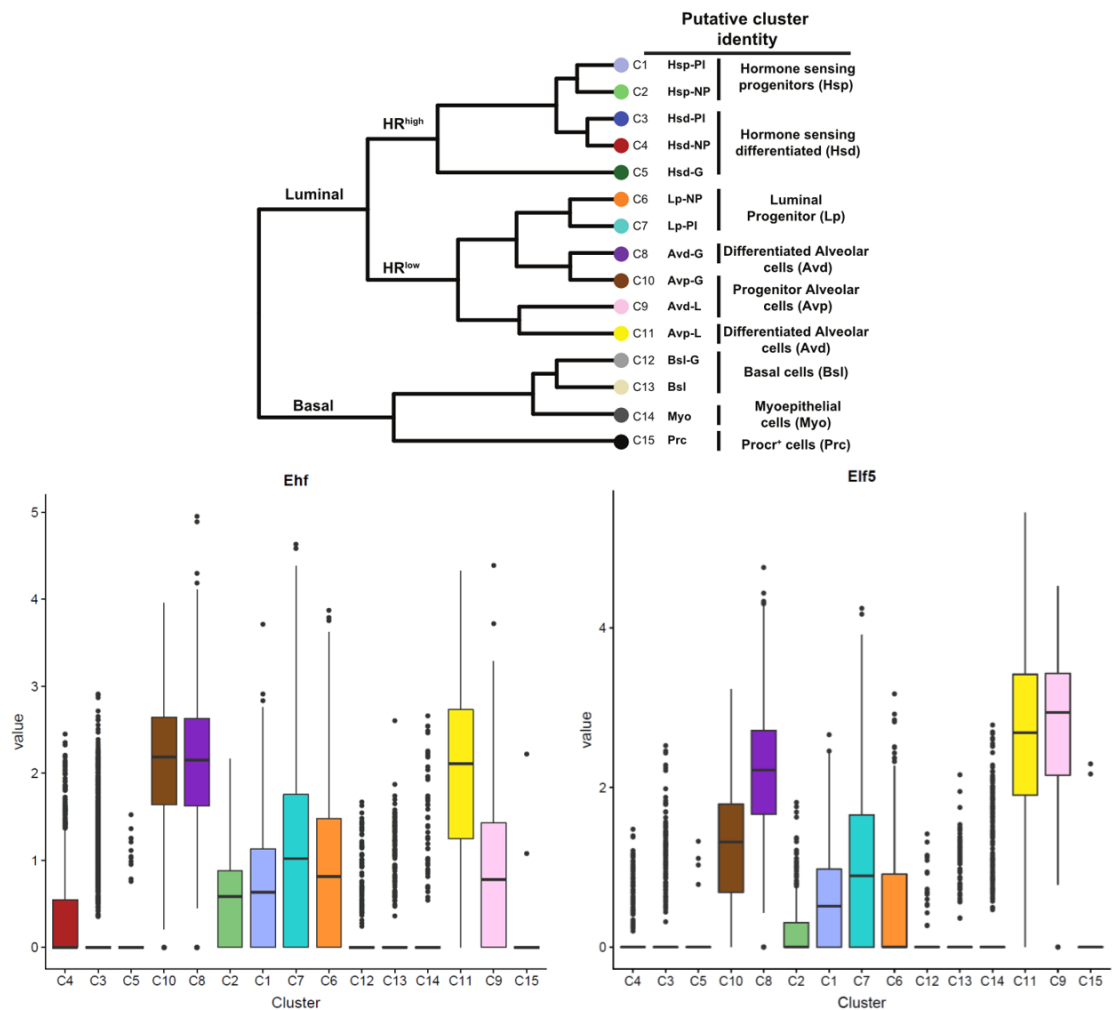 Putative cluster
identity
C1 Hsp-PI
C2 Hsp-NP
Hormone sensing
progenitors (Hsp)
HRhigh
C3 Hsd-PI
C4 Hsd-NP
C5 Hsd-G
Hormone sensing
differentiated (Hsd)
Luminal
C6 Lp-NP
C7 Lp-PI
Luminal
Progenitor (Lp)
HRlow
C8 Avd-G
Differentiated Alveolar
cells (Avd)
C10 Avp-G
C9 Avd-L
Progenitor Alveolar
cells (Avp)
C11 Avp-L
Differentiated Alveolar
cells (Avd)
C12 Bsl-G
C13 Bsl
Basal cells (Bsl)
Basal
C14 Myo
Myoepithelial
cells (Myo)
C15 Prc
Procr+ cells (Prc)
Ehf
5
4
3
2
1
0
value
C4 C3 C5 C10 C8 C2 C1 C7 C6 C12 C13 C14 C11 C9 C15
Cluster
Elf5
4
2
0
value
C4 C3 C5 C10 C8 C2 C1 C7 C6 C12 C13 C14 C11 C9 C15
Cluster